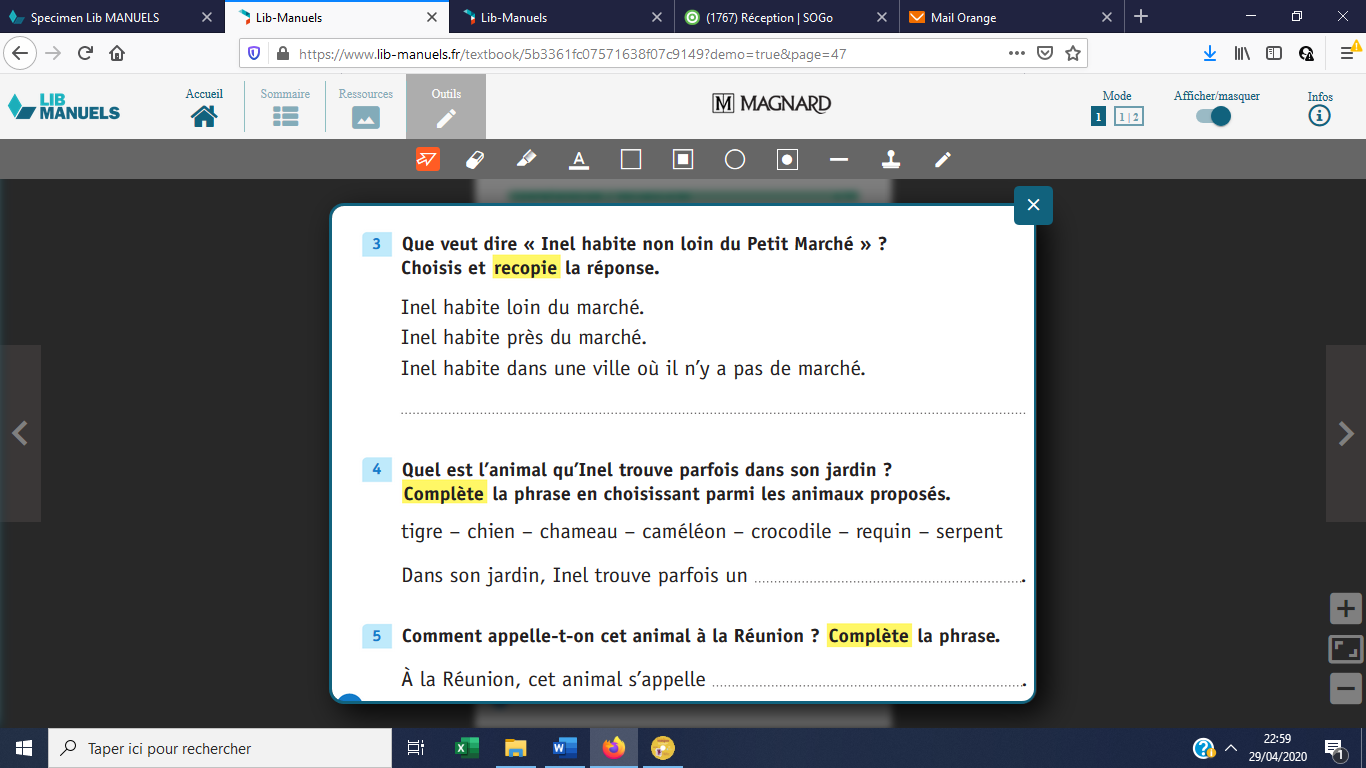 Specimen Lib MANUELS
Lib-Manuels
Lib-Manuels
(1767) Réception | SOGo
Mail Orange
https://www.lib-manuels.fr/textbook/5b3361fc07571638f07c9149?demo=true&page=47
LIB MANUELS
Accueil
Sommaire
Ressources
Outils
MAGNARD
Mode
1
1 | 2
Afficher/masquer
Infos
A
3 Que veut dire « Inel habite non loin du Petit Marché » ?
Choisis et recopie la réponse.
Inel habite loin du marché.
Inel habite près du marché.
Inel habite dans une ville où il n'y a pas de marché.
4 Quel est l'animal qu'Inel trouve parfois dans son jardin ?
Complète la phrase en choisissant parmi les animaux proposés.
tigre – chien – chameau – caméléon – crocodile – requin – serpent
Dans son jardin, Inel trouve parfois un .
5 Comment appelle-t-on cet animal à la Réunion ? Complète la phrase.
À la Réunion, cet animal s'appelle .
Taper ici pour rechercher
22:59
29/04/2020
1